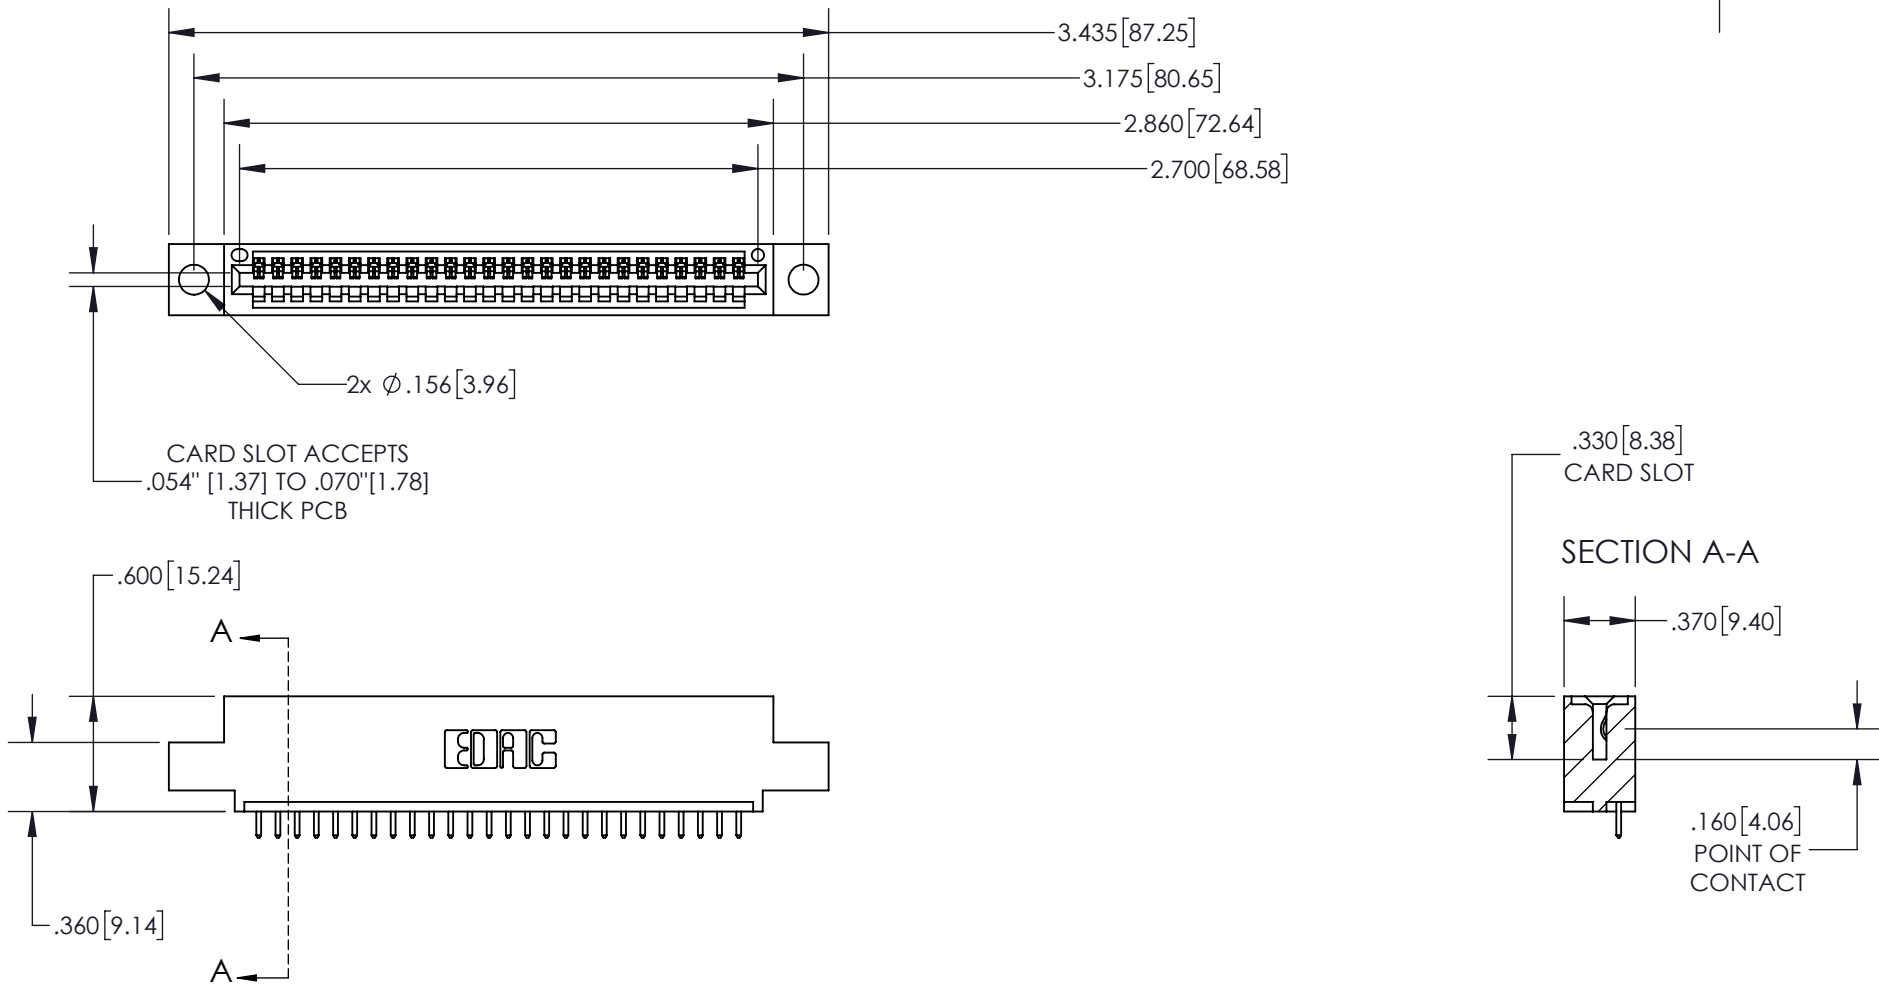 3.435[87.25]
3.175[80.65]
2.860[72.64]
2.700[68.58]
2x Ø.156[3.96]
CARD SLOT ACCEPTS
.054" [1.37] TO .070"[1.78]
THICK PCB
.330[8.38]
CARD SLOT
SECTION A-A
.600[15.24]
.370[9.40]
A
EDAC
.160[4.06]
POINT OF
CONTACT
.360[9.14]
A